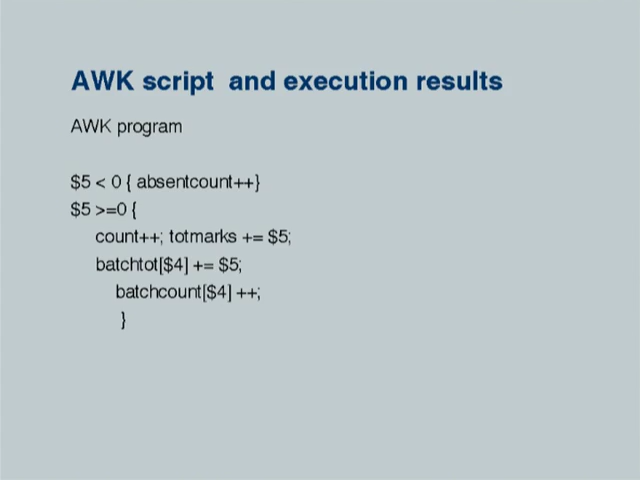 AWK script and execution results
AWK program
$5 < 0 { absentcount++}
$5 >=0 {
count++; totmarks += $5;
batchtot[$4] += $5;
batchcount[$4] ++;
}